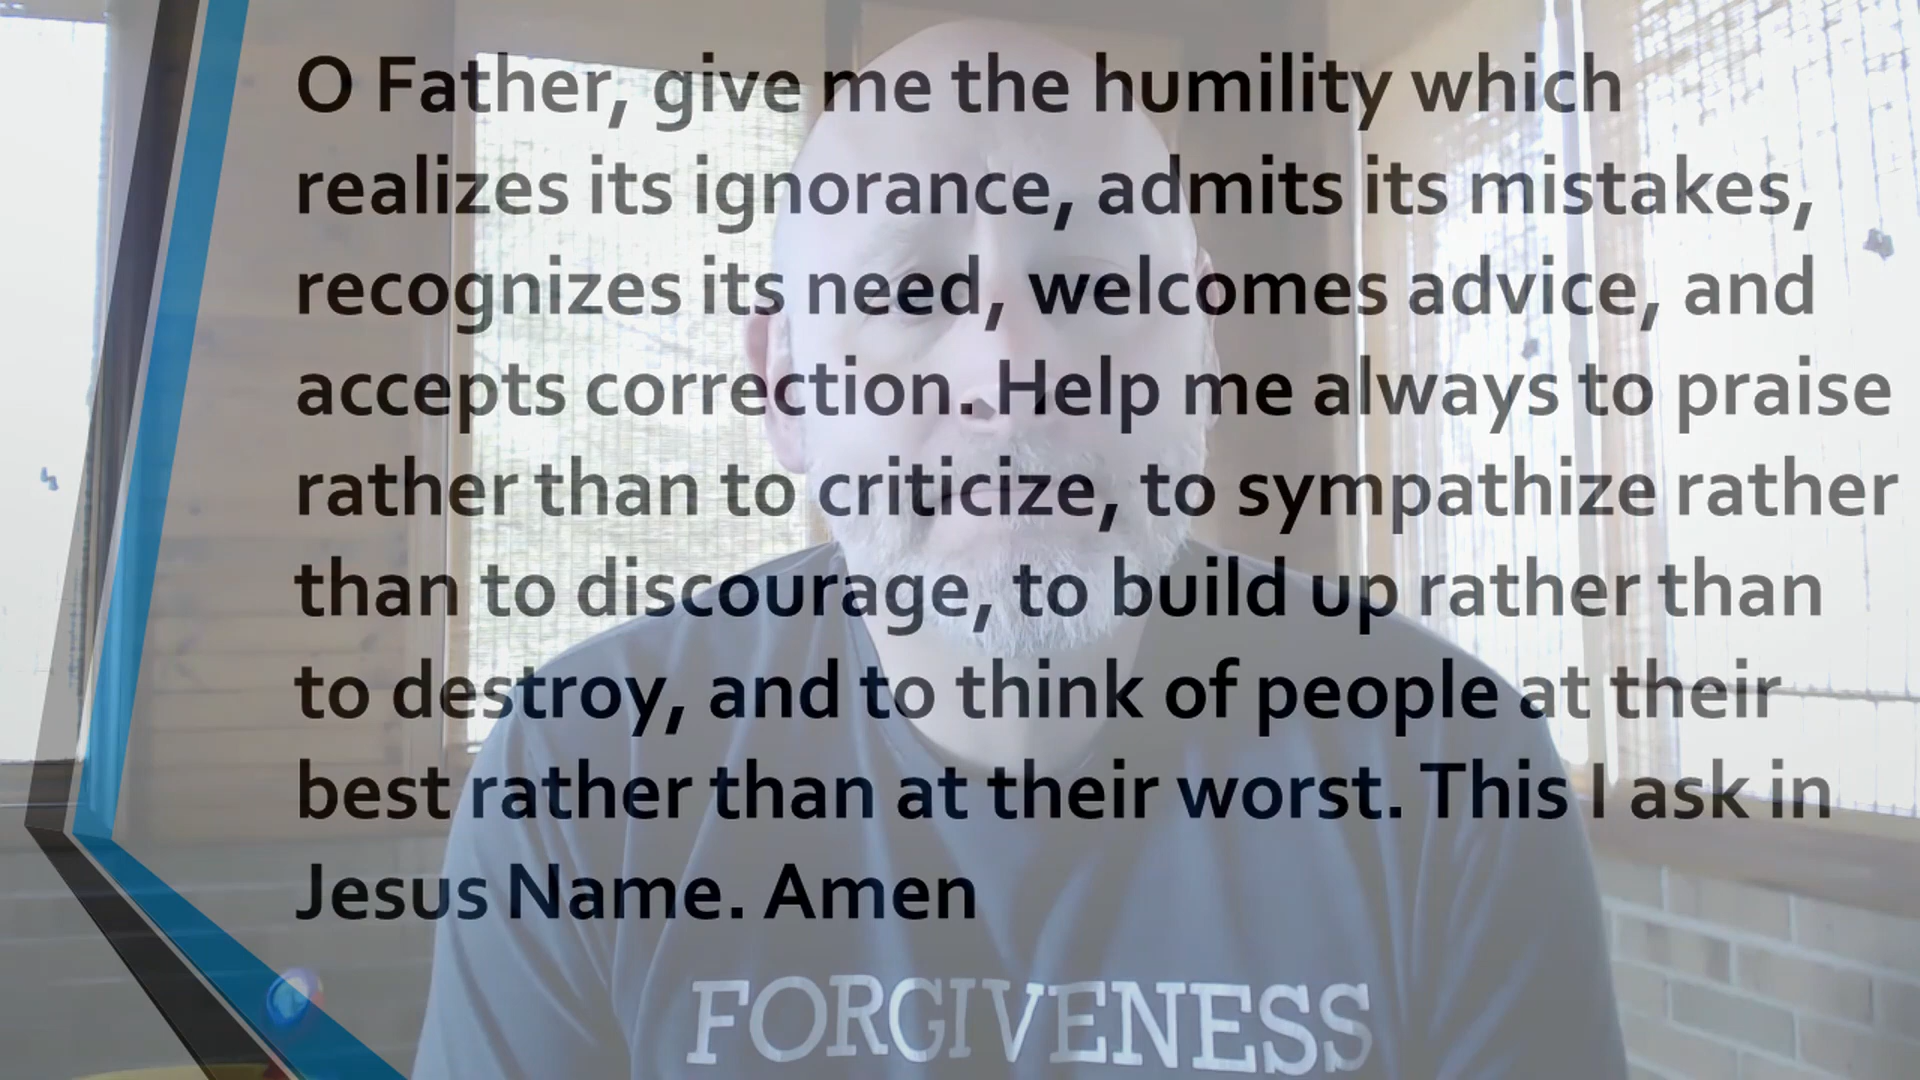 O Father, give me the humility which
realizes its ignorance, admits its mistakes,
recognizes its need, welcomes advice, and
accepts correction. Help me always to praise
rather than to criticize, to sympathize rather
than to discourage, to build up rather than
to destroy, and to think of people at their
best rather than at their worst. This I ask in
Jesus Name. Amen
FORGIVENESS